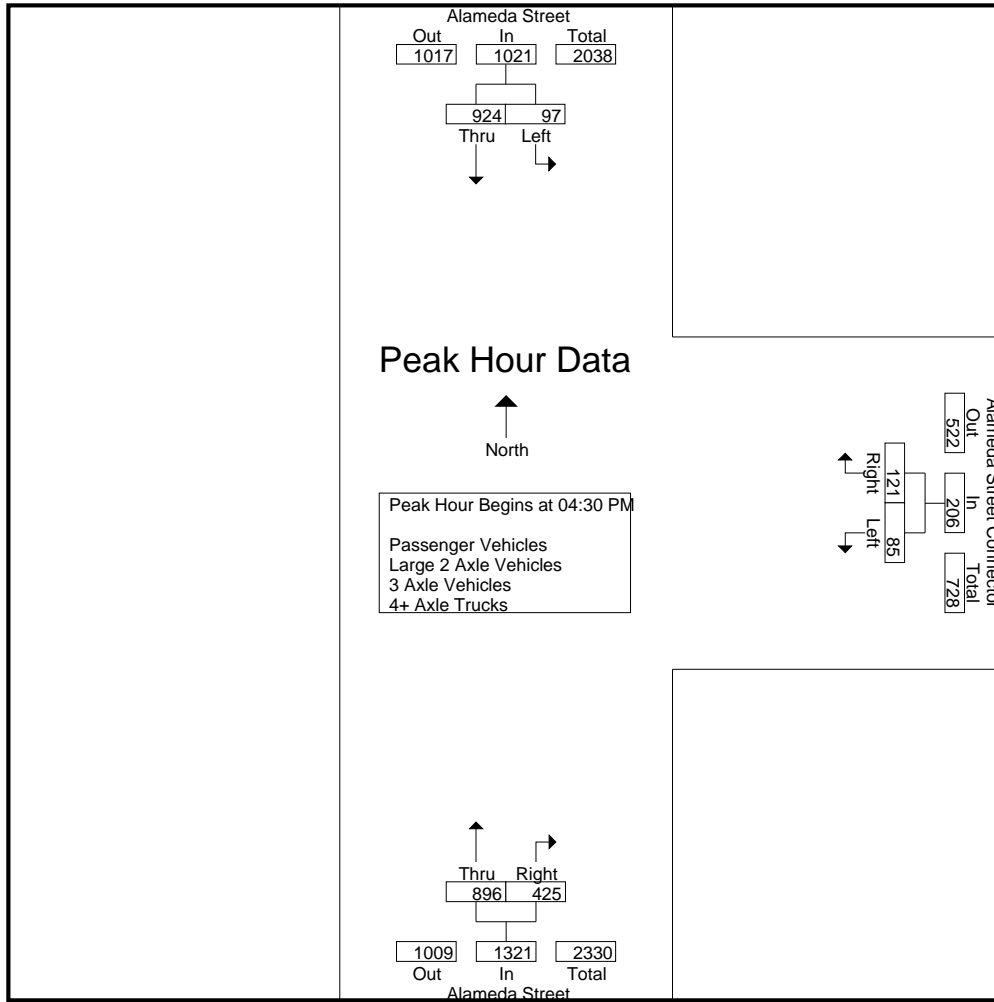 Alameda Street
Out In Total
1017 1021 2038
924 97
Thru Left
Peak Hour Data
North
Peak Hour Begins at 04:30 PM
Passenger Vehicles
Large 2 Axle Vehicles
3 Axle Vehicles
4+ Axle Trucks
Alameda Street Connector
Out In Total
522 206 728
121 85
Right Left
Thru Right
896 425
1009 1321 2330
Out In Total
Alameda Street